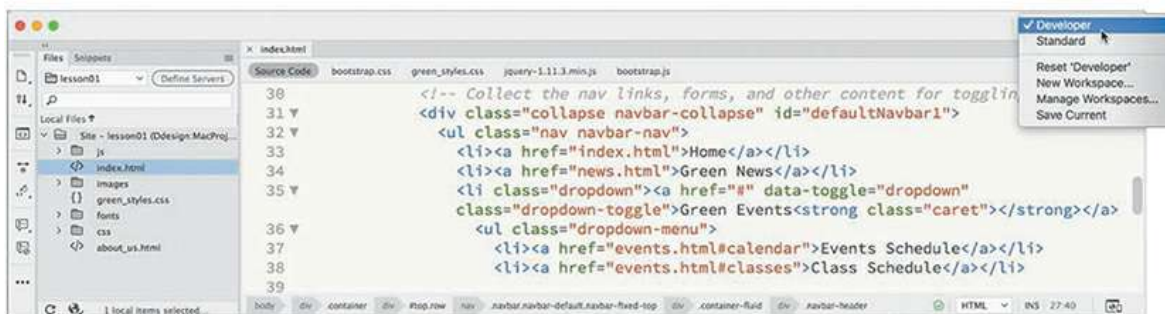 Files Snippets
lesson01 Define Servers
Local Files
Site - lesson01 (Ddesign:MacProj...
js
index.html
images
green_styles.css
fonts
css
about_us.html
1 local items selected...
× index.html
Source Code bootstrap.css green_styles.css jquery-1.11.3.min.js bootstrap.js
30 <!-- Collect the nav links, forms, and other content for togglin
31 <div class="collapse navbar-collapse" id="defaultNavbar1">
32 <ul class="nav navbar-nav">
33 <li><a href="index.html">Home</a></li>
34 <li><a href="news.html">Green News</a></li>
35 <li class="dropdown"><a href="#" data-toggle="dropdown"
class="dropdown-toggle">Green Events<strong class="caret"></strong></a>
36 <ul class="dropdown-menu">
37 <li><a href="events.html#calendar">Events Schedule</a></li>
38 <li><a href="events.html#classes">Class Schedule</a></li>
39
body div .container div #top.row nav .navbar.navbar-default.navbar-fixed-top div .container-fluid div .navbar-header HTML INS 27:40
✓ Developer
Standard
Reset 'Developer'
New Workspace...
Manage Workspaces...
Save Current